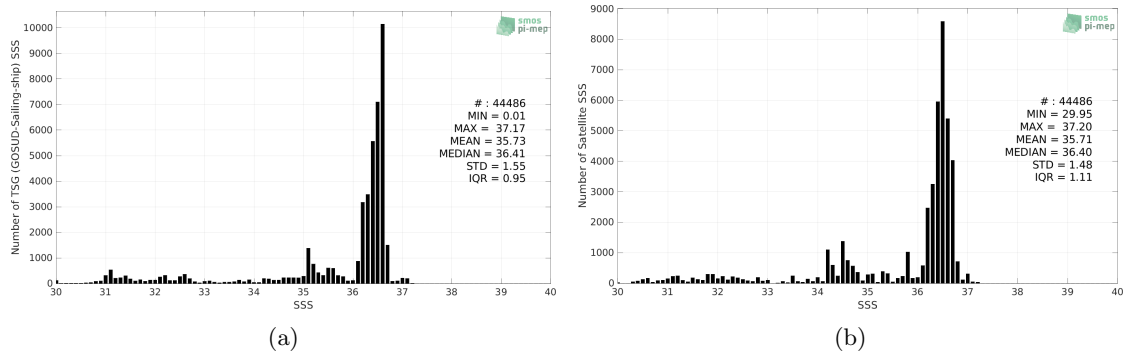 smos
pi-mep
10000
9000
8000
7000
6000
5000
4000
3000
2000
1000
0
Number of TSG (GOSUD-Sailing-ship) SSS
# : 44486
MIN = 0.01
MAX = 37.17
MEAN = 35.73
MEDIAN = 36.41
STD = 1.55
IQR = 0.95
30 31 32 33 34 35 36 37 38 39 40
SSS
(a)
smos
pi-mep
9000
8000
7000
6000
5000
4000
3000
2000
1000
0
Number of Satellite SSS
# : 44486
MIN = 29.95
MAX = 37.20
MEAN = 35.71
MEDIAN = 36.40
STD = 1.48
IQR = 1.11
30 31 32 33 34 35 36 37 38 39 40
SSS
(b)